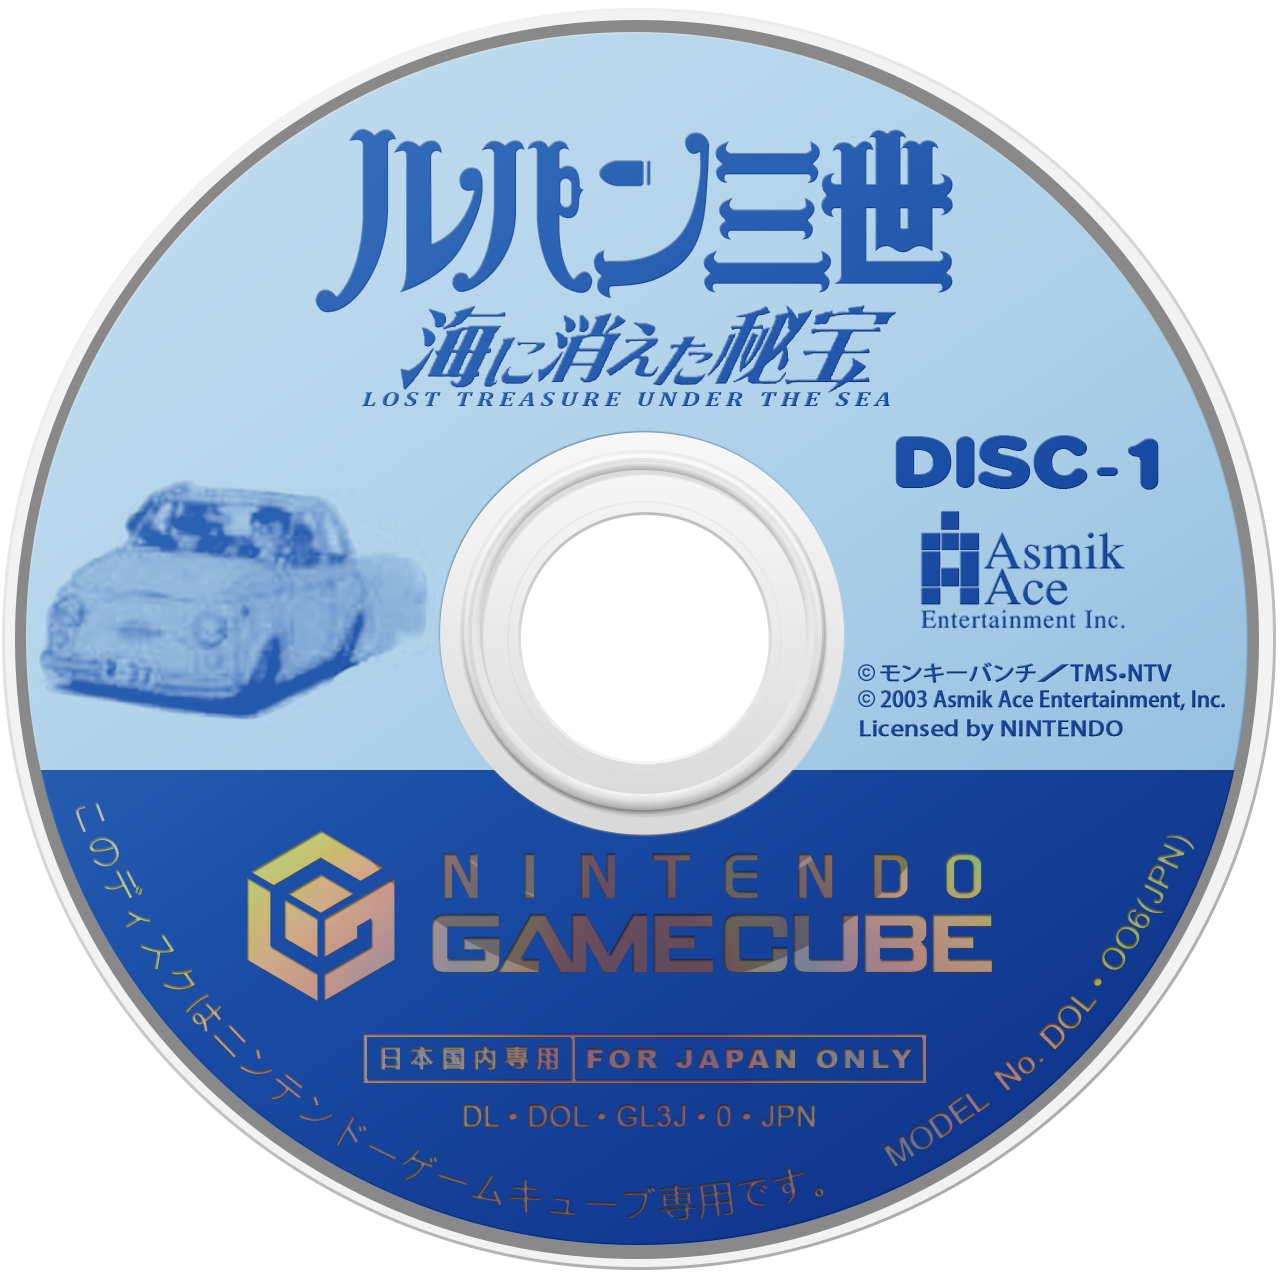 ルパン三世
海に消えた秘宝
LOST TREASURE UNDER THE SEA
DISC-1
Asmik
Ace
Entertainment Inc.
©モンキーパンチ／TMS•NTV
© 2003 Asmik Ace Entertainment, Inc.
Licensed by NINTENDO
NINTENDO
GAMECUBE
日本国内専用 FOR JAPAN ONLY
DL・DOL・GL3J・0・JPN
このディスクはニンテンドーゲームキューブ専用です。
MODEL No. DOL・006(JPN)